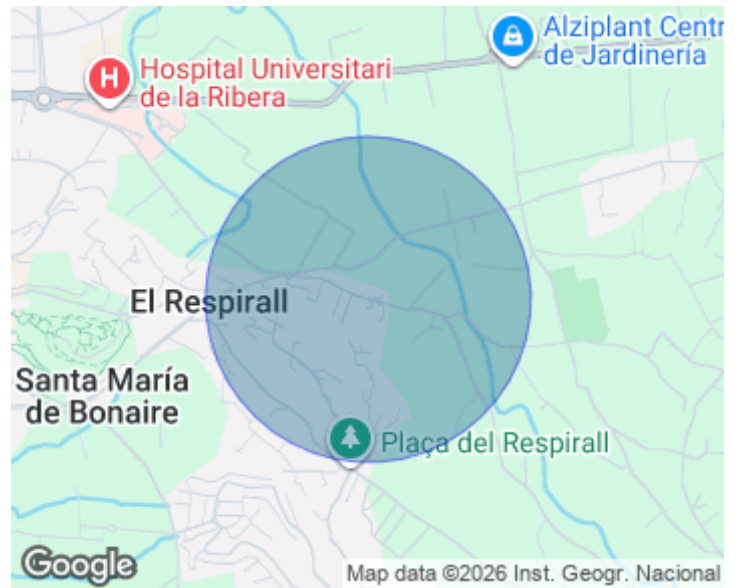 Alziplant Centr
de Jardinería
H
Hospital Universitari
de la Ribera
El Respirall
Santa María
de Bonaire
Plaça del Respirall
Google
Map data ©2026 Inst. Geogr. Nacional